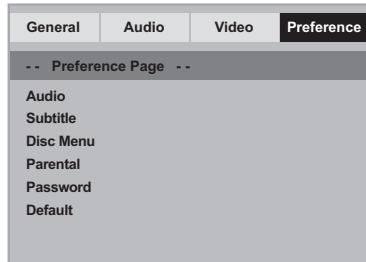 General Audio Video Preference
- - Preference Page - -
Audio
Subtitle
Disc Menu
Parental
Password
Default